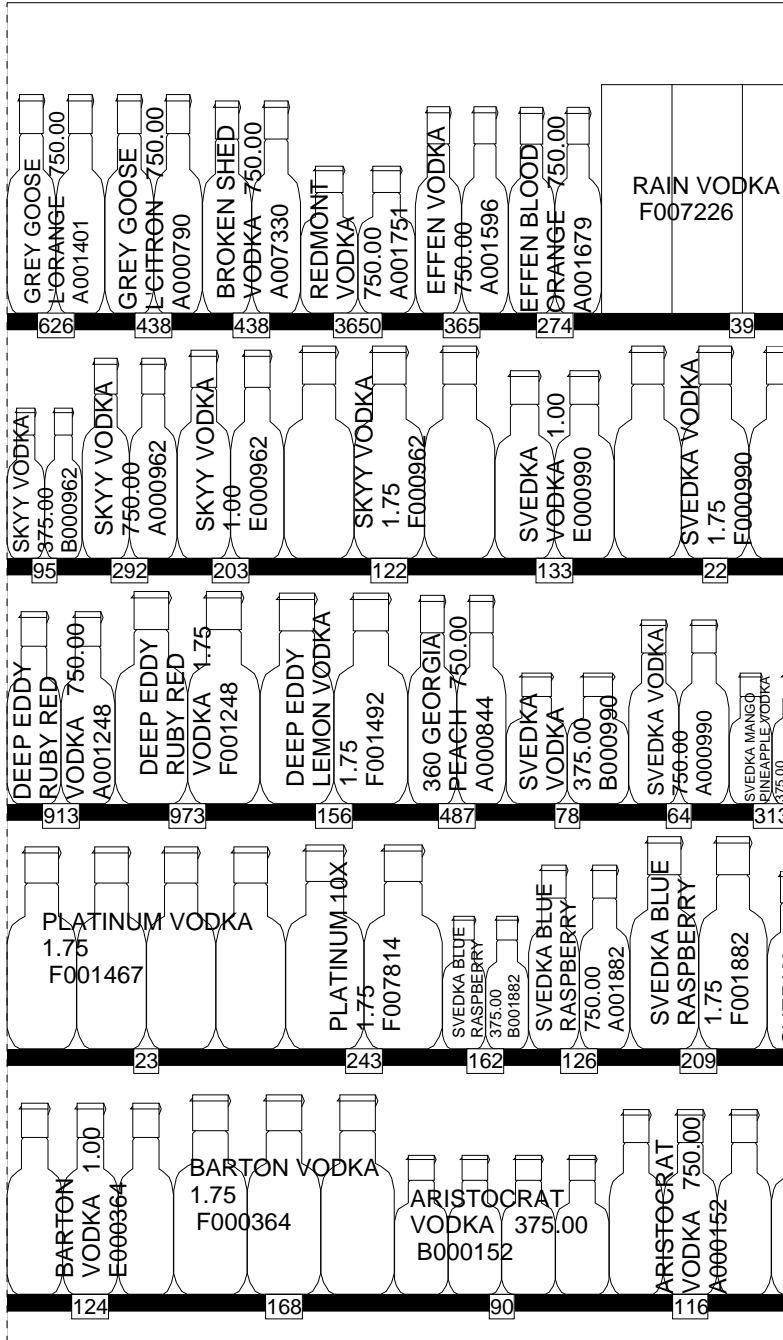 GREY GOOSE
L'ORANGE 750.00
A001401
GREY GOOSE
L CITRON 750.00
A000790
BROKEN SHED
VODKA 750.00
A007330
REDMONT
VODKA
750.00
A001751
EFFEN VODKA
750.00
A001596
EFFEN BLOOD
ORANGE 750.00
A001679
RAIN VODKA
F007226
626
438
438
3650
365
274
39
SKYY VODKA
375.00
B000962
SKYY VODKA
750.00
A000962
SKYY VODKA
1.00
E000962
SKYY VODKA
1.75
F000962
SVEDKA
VODKA 1.00
E000990
SVEDKA VODKA
1.75
F000990
95
292
203
122
133
22
DEEP EDDY
RUBY RED
VODKA 750.00
A001248
DEEP EDDY
RUBY RED
VODKA 1.75
F001248
DEEP EDDY
LEMON VODKA
1.75
F001492
360 GEORGIA
PEACH 750.00
A000844
SVEDKA
VODKA
375.00
B000990
SVEDKA VODKA
750.00
A000990
SVEDKA MANGO
PINEAPPLE VODKA
375.00
913
973
156
487
78
64
313
PLATINUM VODKA
1.75
F001467
PLATINUM 10X
1.75
F007814
SVEDKA BLUE
RASPBERRY
375.00
B001882
SVEDKA BLUE
RASPBERRY
750.00
A001882
SVEDKA BLUE
RASPBERRY
1.75
F001882
23
243
162
126
209
BARTON
VODKA 1.00
E000364
BARTON VODKA
1.75
F000364
ARISTOCRAT
VODKA 375.00
B000152
ARISTOCRAT
VODKA 750.00
A000152
124
168
90
116